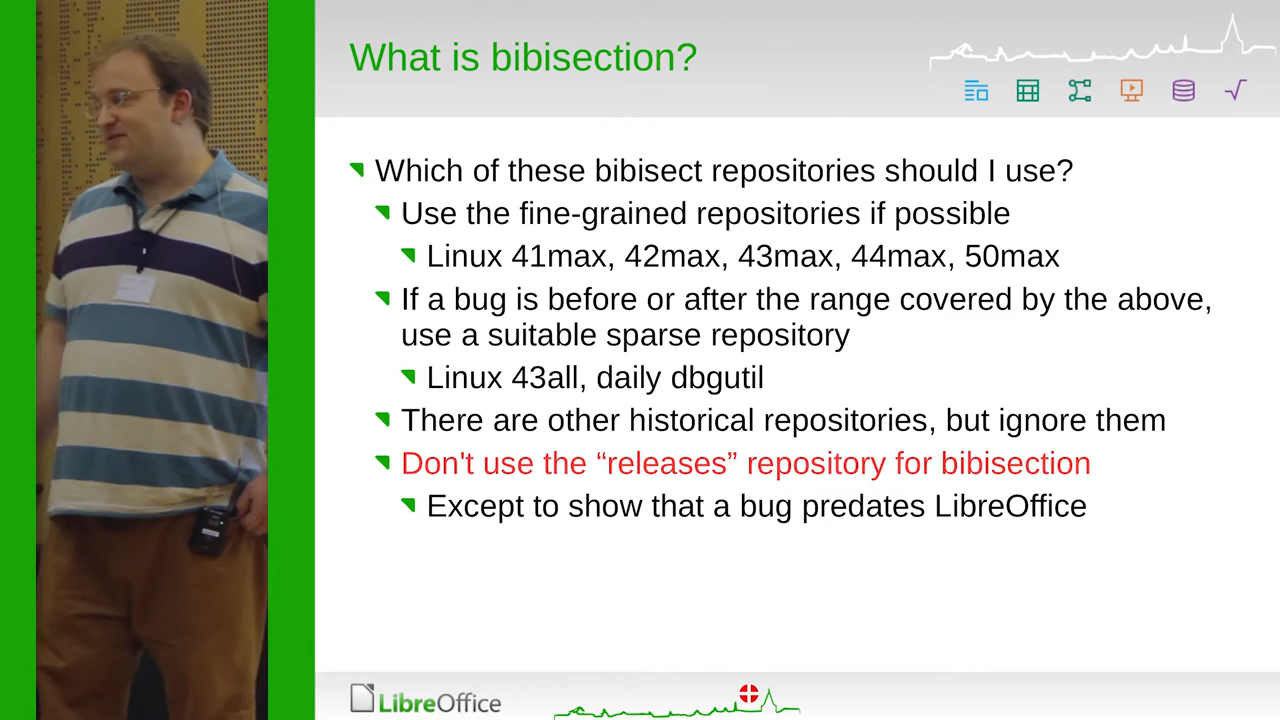 What is bibisection?
Which of these bibisect repositories should I use?
Use the fine-grained repositories if possible
Linux 41max, 42max, 43max, 44max, 50max
If a bug is before or after the range covered by the above,
use a suitable sparse repository
Linux 43all, daily dbgutil
There are other historical repositories, but ignore them
Don't use the “releases” repository for bibisection
Except to show that a bug predates LibreOffice
LibreOffice